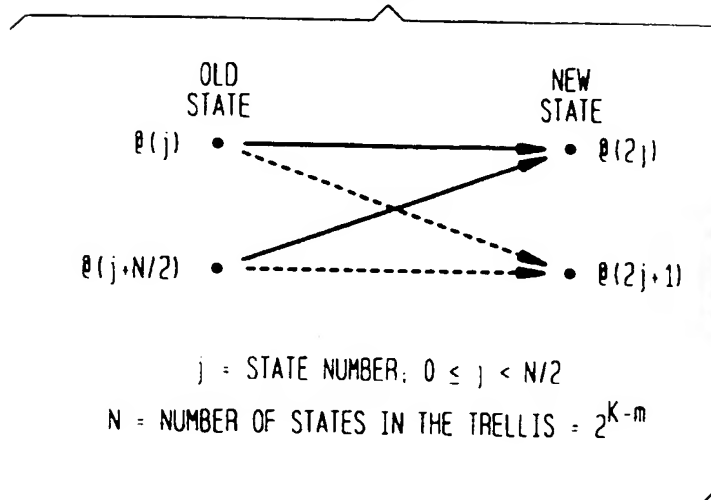 OLD STATE
NEW STATE
ℓ(j)
ℓ(2j)
ℓ(j+N/2)
ℓ(2j+1)
j = STATE NUMBER; 0 ≤ j < N/2
N = NUMBER OF STATES IN THE TRELLIS = 2^{K-m}